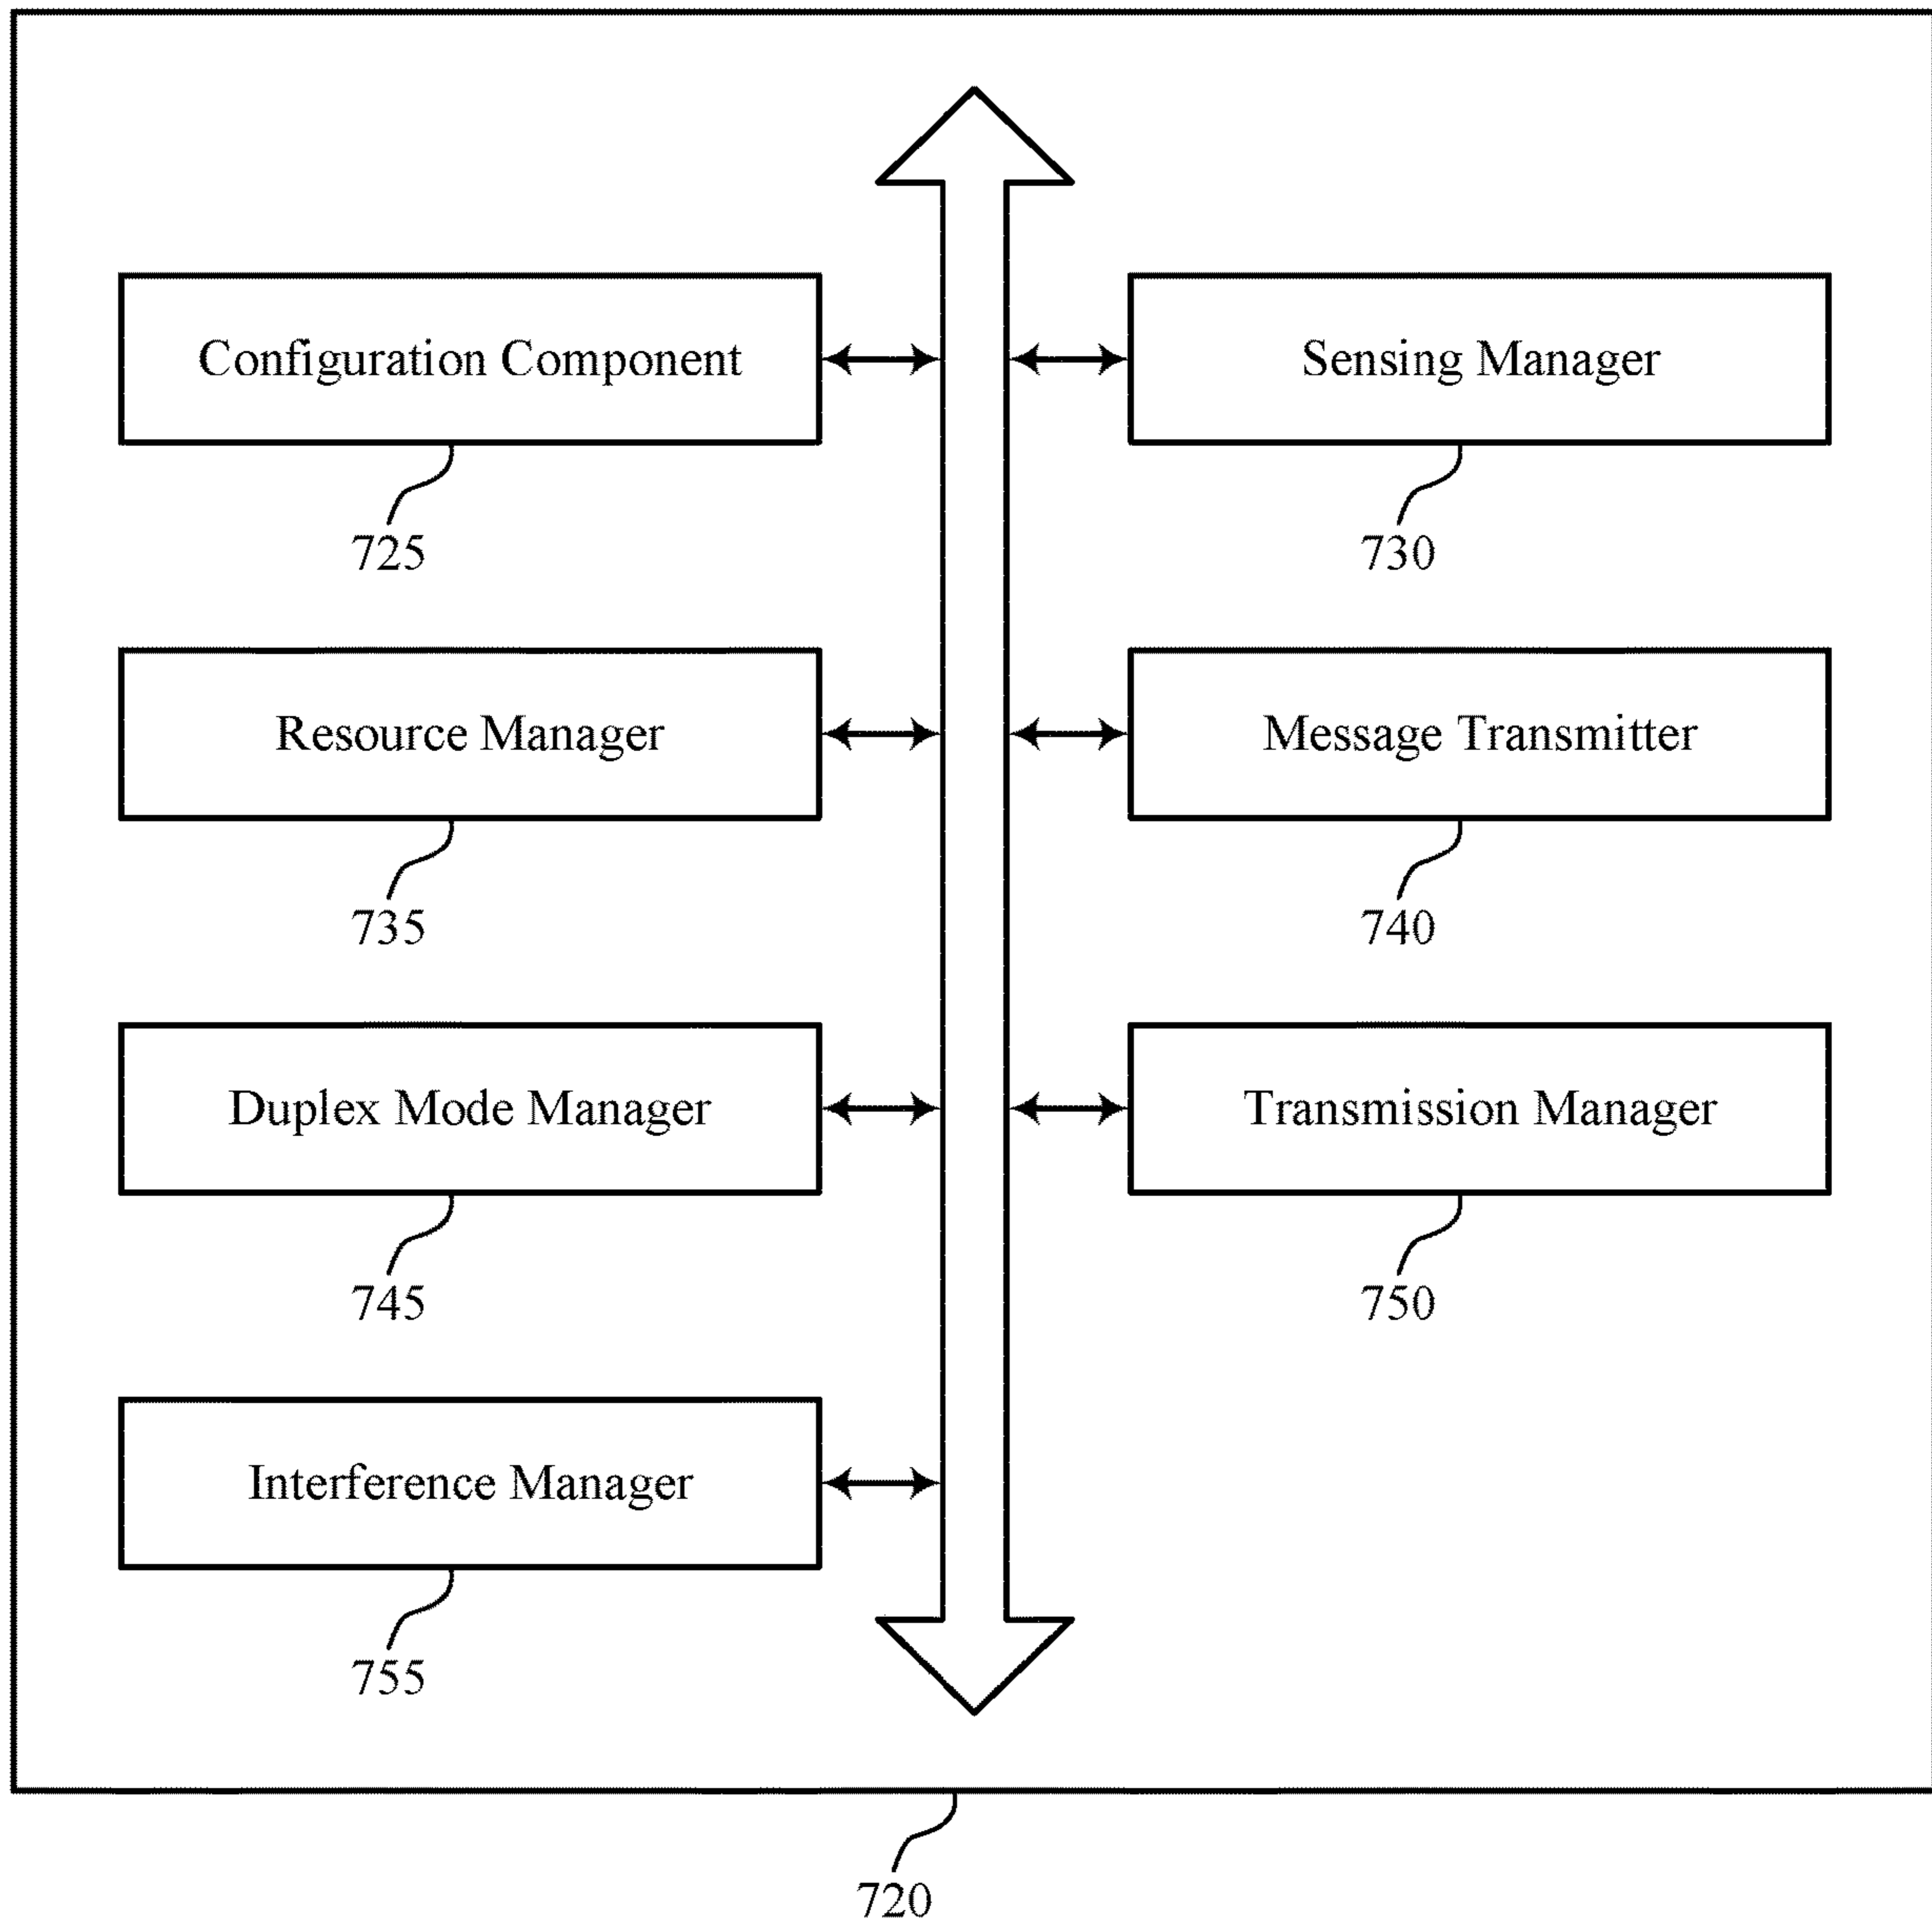 Configuration Component
Sensing Manager
725
730
Resource Manager
Message Transmitter
735
740
Duplex Mode Manager
Transmission Manager
745
750
Interference Manager
755
720